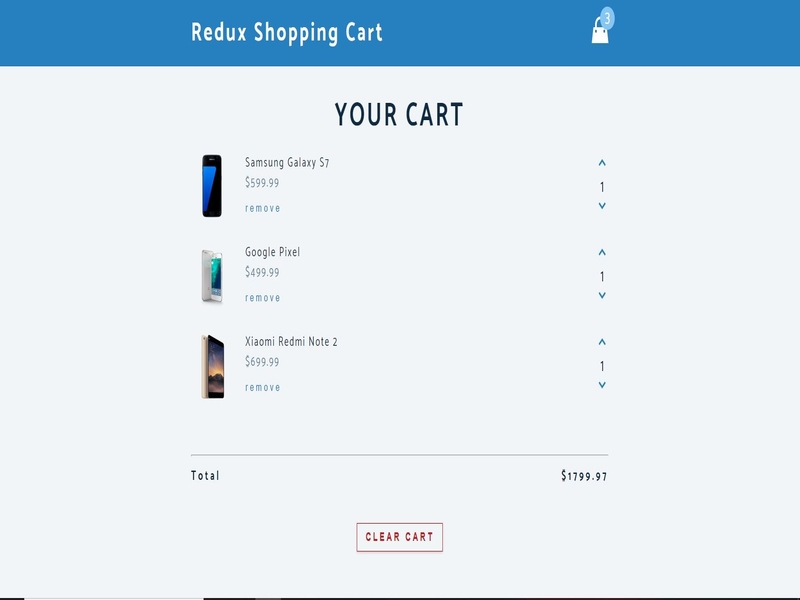 Redux Shopping Cart
3
YOUR CART
Samsung Galaxy S7
$599.99
1
remove
Google Pixel
$499.99
1
remove
Xiaomi Redmi Note 2
$699.99
1
remove
Total
$1799.97
CLEAR CART